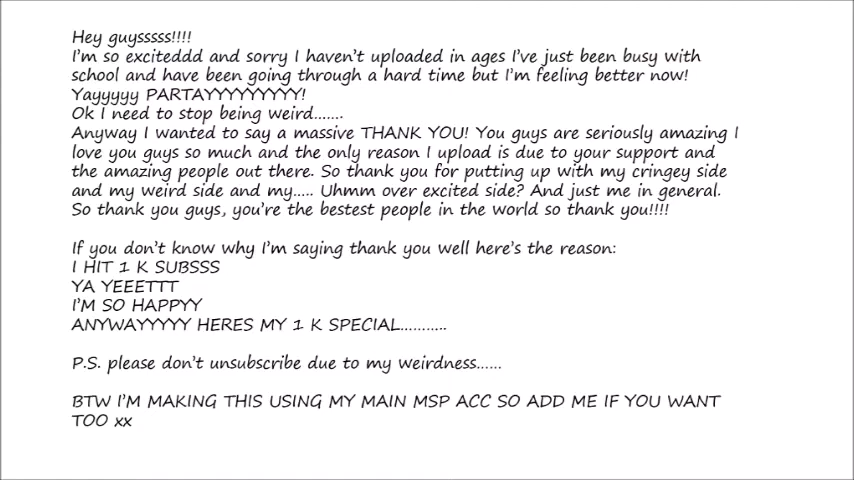 Hey guysssss!!!!
I'm so exciteddd and sorry I haven't uploaded in ages I've just been busy with
school and have been going through a hard time but I'm feeling better now!
Yayyyyy PARTAYYYYYYYYY!
Ok I need to stop being weird.......
Anyway I wanted to say a massive THANK YOU! You guys are seriously amazing I
love you guys so much and the only reason I upload is due to your support and
the amazing people out there. So thank you for putting up with my cringey side
and my weird side and my..... Uhmm over excited side? And just me in general.
So thank you guys, you're the bestest people in the world so thank you!!!!
If you don't know why I'm saying thank you well here's the reason:
I HIT 1 K SUBSSS
YA YEEETTT
I'M SO HAPPYY
ANYWAYYYYY HERES MY 1 K SPECIAL...........
P.S. please don't unsubscribe due to my weirdness......
BTW I'M MAKING THIS USING MY MAIN MSP ACC SO ADD ME IF YOU WANT
TOO xx